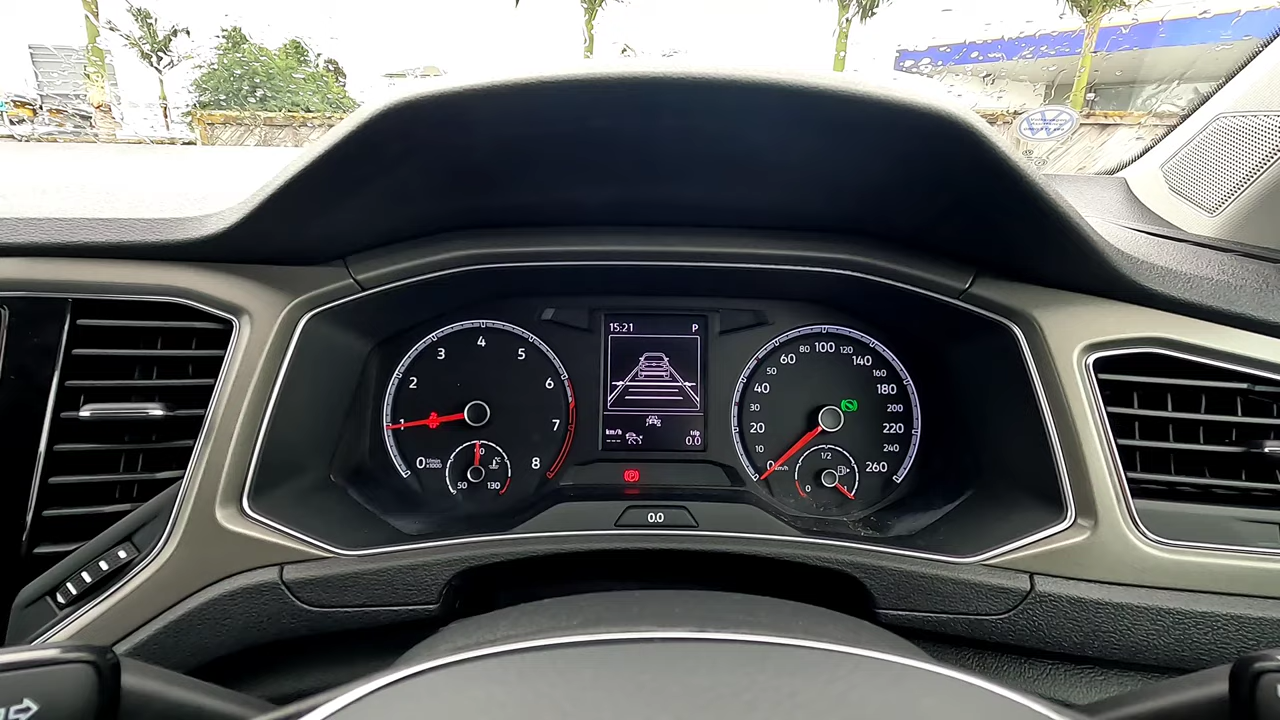 Volkswagen
15:21 P
km/h
---
trip
0.0
0 1 2 3 4 5 6 7 8
1/min
x1000
50 90 130
°C
0 20 30 40 50 60 80 100 120 140 160 180 200 220 240 260
km/h
0 1/2
(P)
0.0